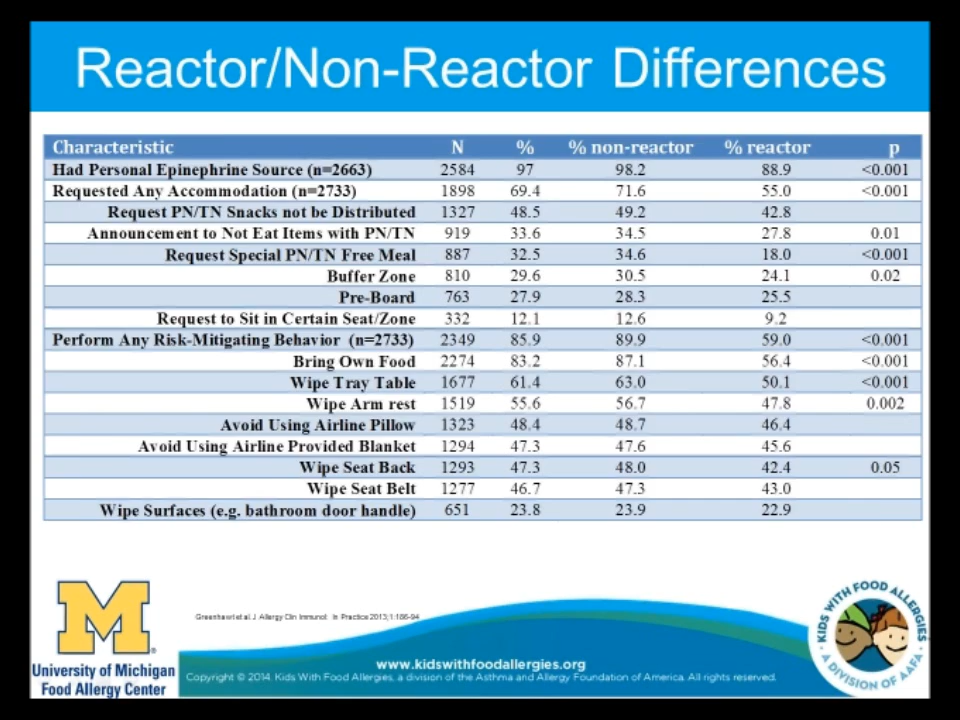 Reactor/Non-Reactor Differences
Characteristic N % % non-reactor % reactor p
Had Personal Epinephrine Source (n=2663) 2584 97 98.2 88.9 <0.001
Requested Any Accommodation (n=2733) 1898 69.4 71.6 55.0 <0.001
Request PN/TN Snacks not be Distributed 1327 48.5 49.2 42.8
Announcement to Not Eat Items with PN/TN 919 33.6 34.5 27.8 0.01
Request Special PN/TN Free Meal 887 32.5 34.6 18.0 <0.001
Buffer Zone 810 29.6 30.5 24.1 0.02
Pre-Board 763 27.9 28.3 25.5
Request to Sit in Certain Seat/Zone 332 12.1 12.6 9.2
Perform Any Risk-Mitigating Behavior (n=2733) 2349 85.9 89.9 59.0 <0.001
Bring Own Food 2274 83.2 87.1 56.4 <0.001
Wipe Tray Table 1677 61.4 63.0 50.1 <0.001
Wipe Arm rest 1519 55.6 56.7 47.8 0.002
Avoid Using Airline Pillow 1323 48.4 48.7 46.4
Avoid Using Airline Provided Blanket 1294 47.3 47.6 45.6
Wipe Seat Back 1293 47.3 48.0 42.4 0.05
Wipe Seat Belt 1277 46.7 47.3 43.0
Wipe Surfaces (e.g. bathroom door handle) 651 23.8 23.9 22.9
Greenhawt et al. J Allergy Clin Immunol: In Practice 2013;1:186-94
M
University of Michigan
Food Allergy Center
www.kidswithfoodallergies.org
Copyright © 2014 Kids With Food Allergies, a division of the Asthma and Allergy Foundation of America. All rights reserved.
KIDS WITH FOOD ALLERGIES
A DIVISION OF AAFA